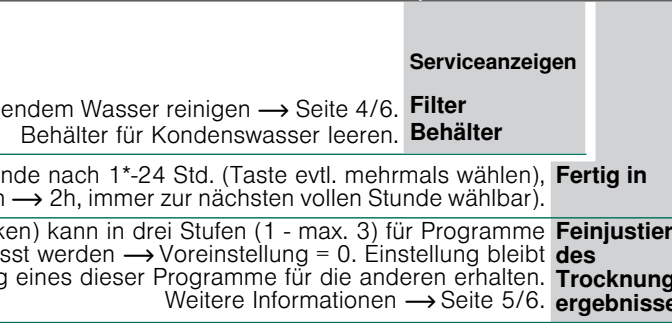 Serviceanzeigen
endem Wasser reinigen → Seite 4/6. Filter
Behälter für Kondenswasser leeren. Behälter
nde nach 1*-24 Std. (Taste evtl. mehrmals wählen), Fertig in
→ 2h, immer zur nächsten vollen Stunde wählbar).
ken) kann in drei Stufen (1 - max. 3) für Programme Feinjustier
sst werden → Voreinstellung = 0. Einstellung bleibt des
g eines dieser Programme für die anderen erhalten. Trocknung
Weitere Informationen → Seite 5/6. ergebnisse